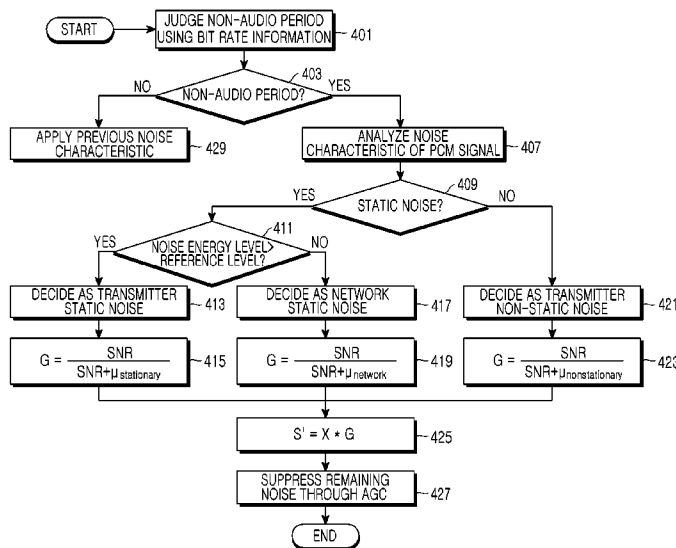 START
JUDGE NON-AUDIO PERIOD
USING BIT RATE INFORMATION
401
403
NO
NON-AUDIO PERIOD?
YES
APPLY PREVIOUS NOISE
CHARACTERISTIC
429
ANALYZE NOISE
CHARACTERISTIC OF PCM SIGNAL
407
409
YES
STATIC NOISE?
NO
411
YES
NOISE ENERGY LEVEL>
REFERENCE LEVEL?
NO
DECIDE AS TRANSMITTER
STATIC NOISE
413
DECIDE AS NETWORK
STATIC NOISE
417
DECIDE AS TRANSMITTER
NON-STATIC NOISE
421
G = SNR / SNR+μstationary
415
G = SNR / SNR+μnetwork
419
G = SNR / SNR+μnonstationary
423
S' = X * G
425
SUPPRESS REMAINING
NOISE THROUGH AGC
427
END